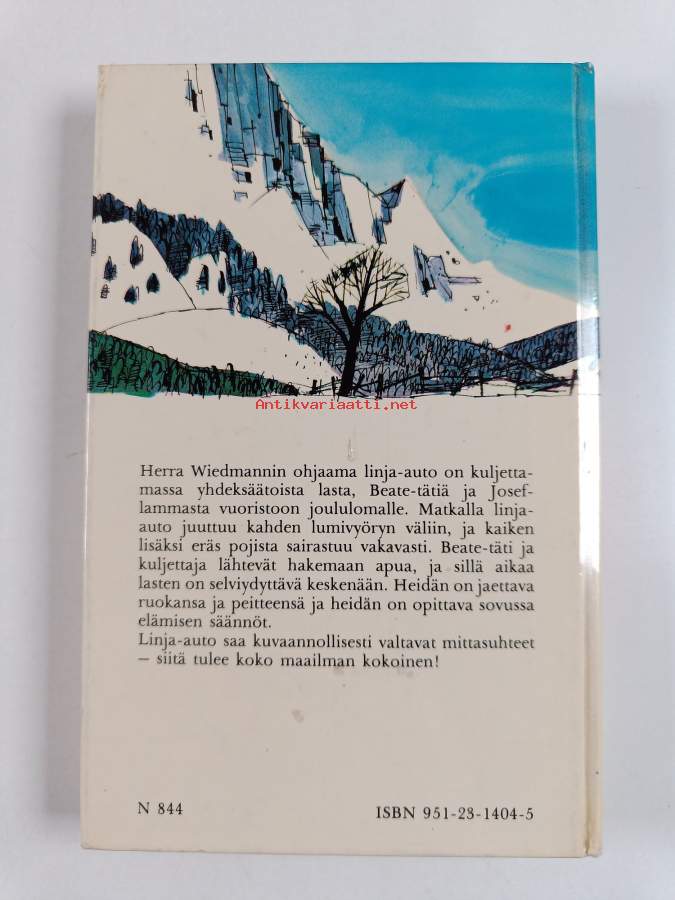 Antikvariaatti.net
Herra Wiedmannin ohjaama linja-auto on kuljetta-
massa yhdeksäätoista lasta, Beate-tätiä ja Josef-
lammasta vuoristoon joululomalle. Matkalla linja-
auto juuttuu kahden lumivyöryn väliin, ja kaiken
lisäksi eräs pojista sairastuu vakavasti. Beate-täti ja
kuljettaja lähtevät hakemaan apua, ja sillä aikaa
lasten on selviydyttävä keskenään. Heidän on jaettava
ruokansa ja peitteensä ja heidän on opittava sovussa
elämisen säännöt.
Linja-auto saa kuvaannollisesti valtavat mittasuhteet
— siitä tulee koko maailman kokoinen!
N 844
ISBN 951-23-1404-5